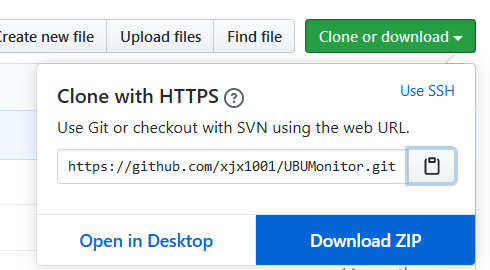 Create new file Upload files Find file Clone or download
Clone with HTTPS ? Use SSH
Use Git or checkout with SVN using the web URL.
https://github.com/xjx1001/UBUMonitor.git
Open in Desktop Download ZIP